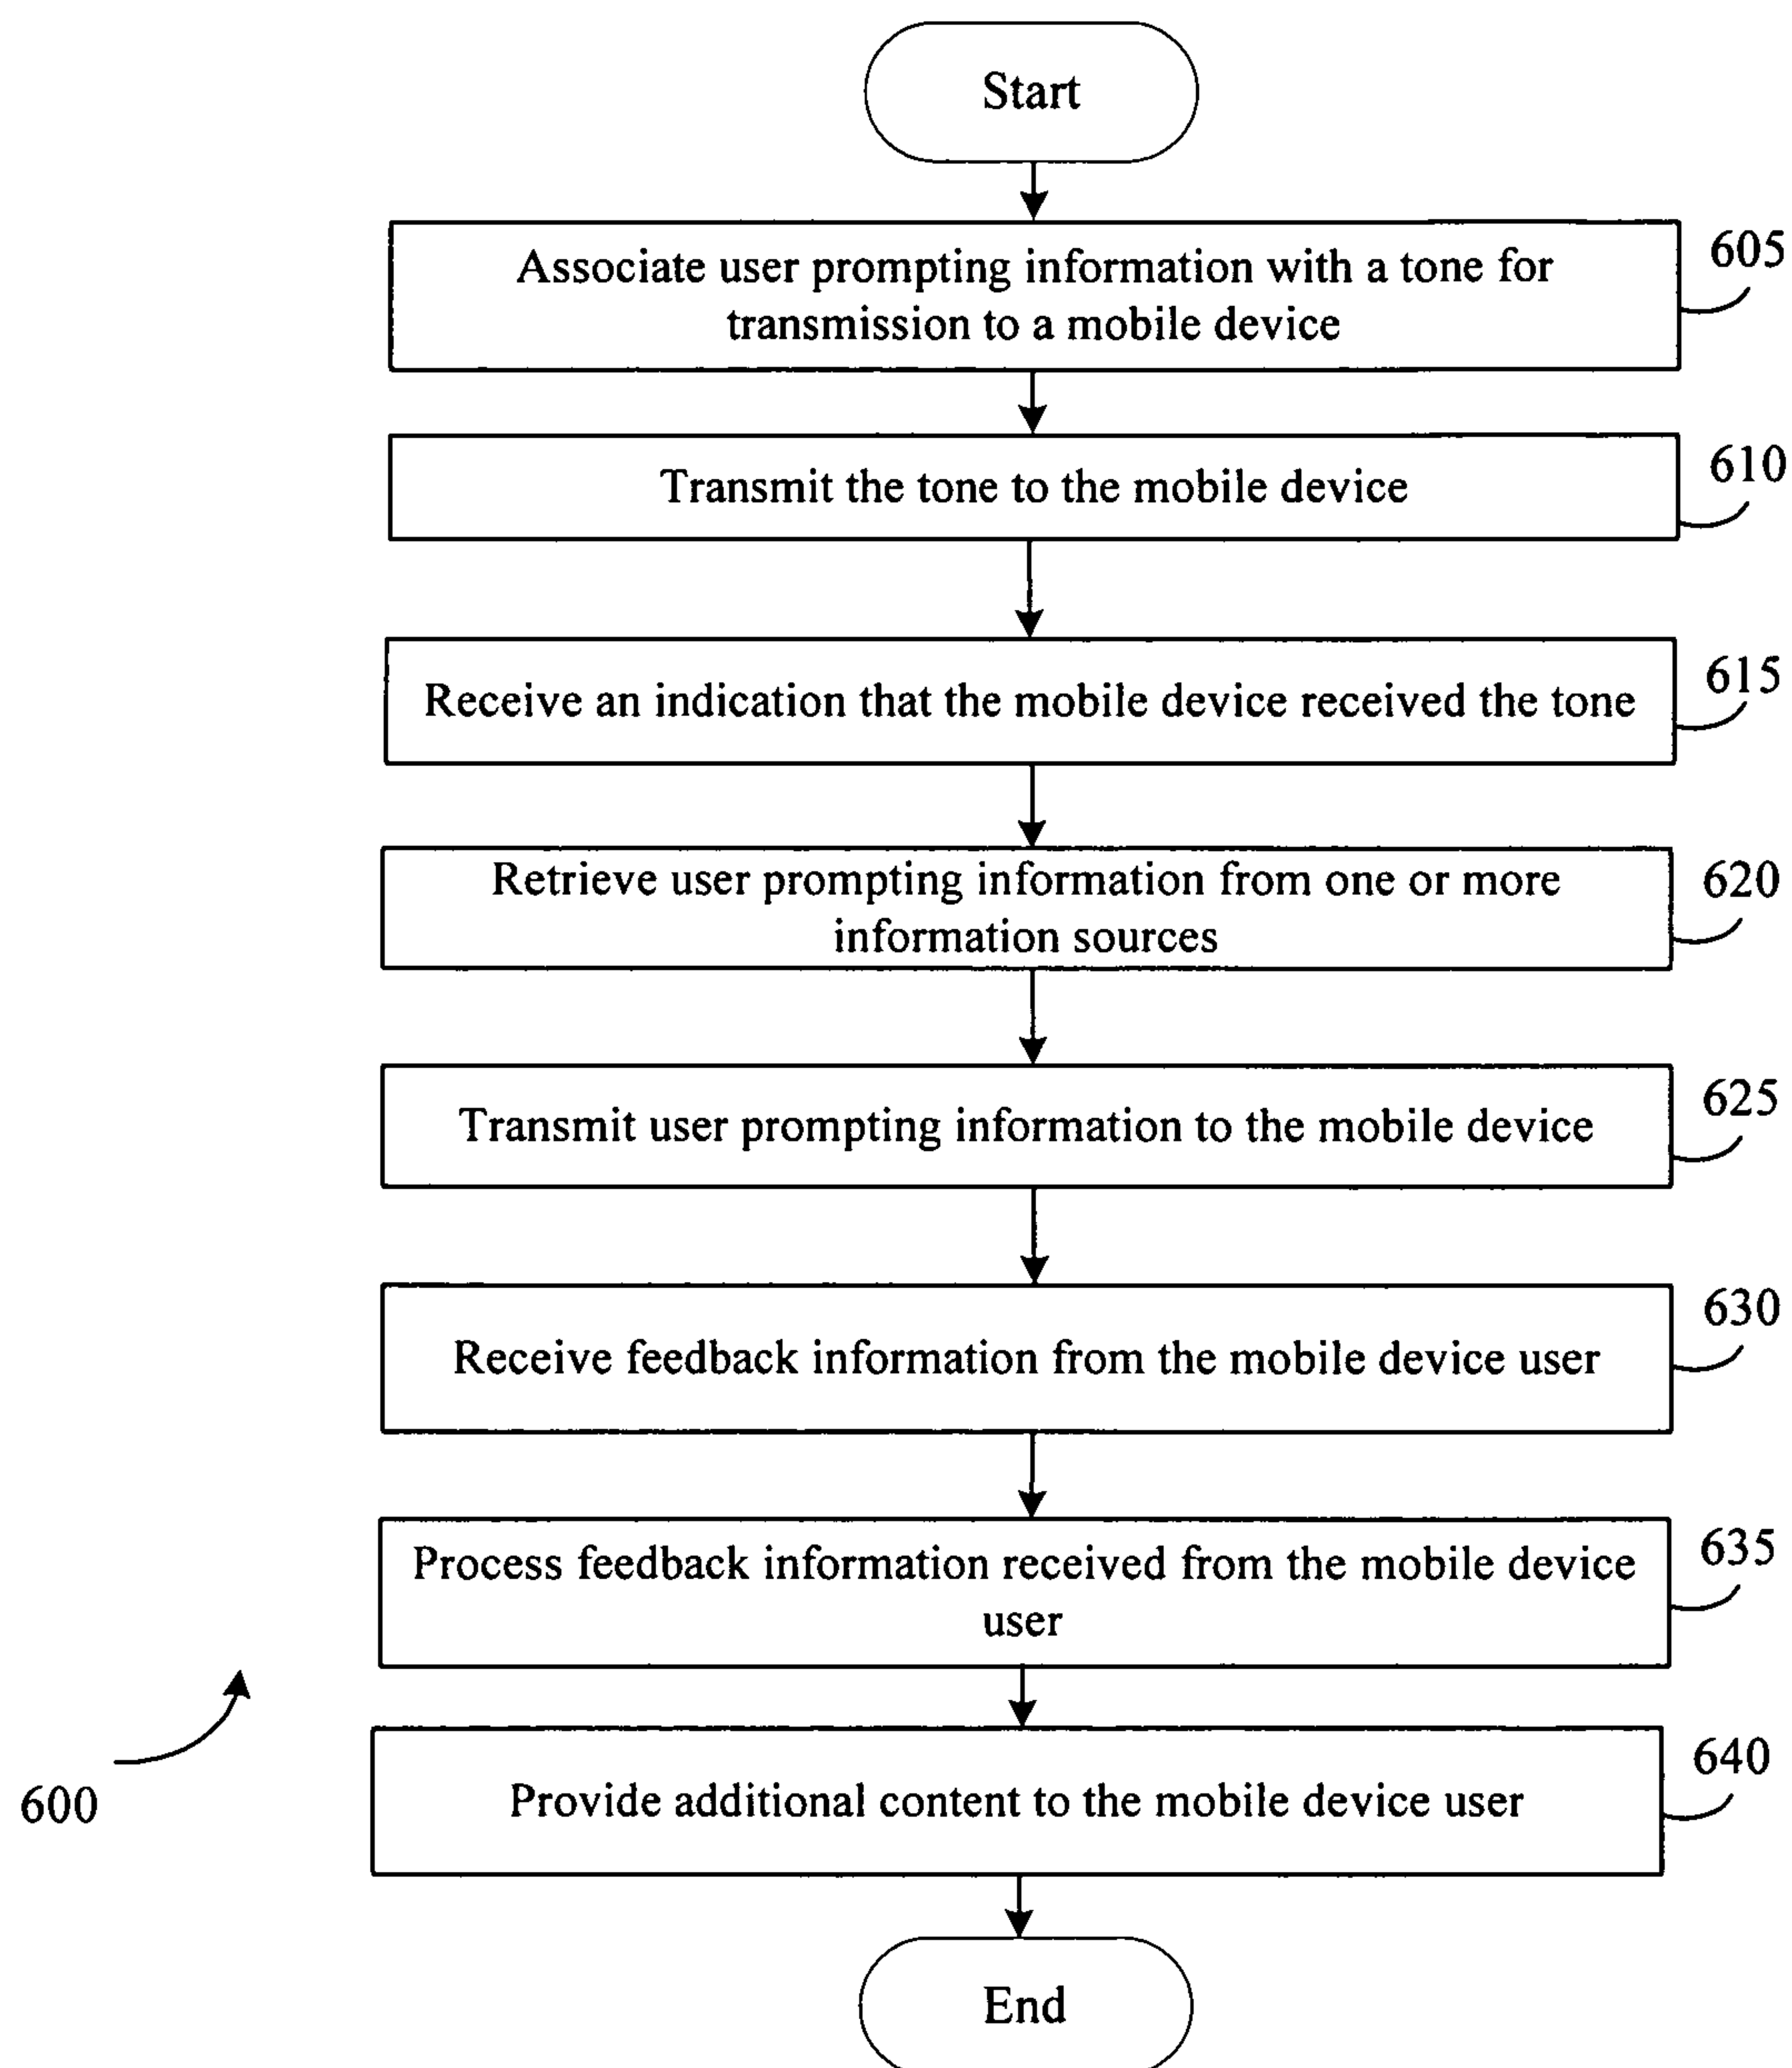 Start
Associate user prompting information with a tone for
transmission to a mobile device
605
Transmit the tone to the mobile device
610
Receive an indication that the mobile device received the tone
615
Retrieve user prompting information from one or more
information sources
620
Transmit user prompting information to the mobile device
625
Receive feedback information from the mobile device user
630
Process feedback information received from the mobile device
user
635
Provide additional content to the mobile device user
640
600
End